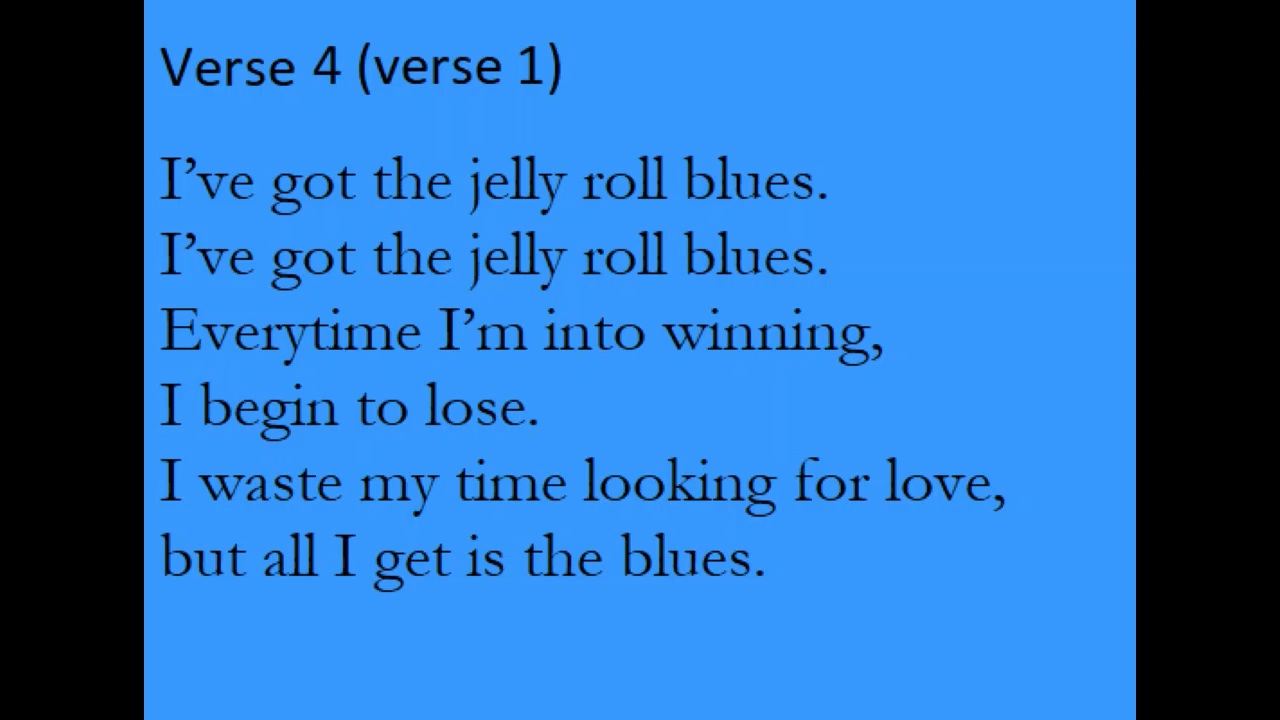 Verse 4 (verse 1)
I've got the jelly roll blues.
I've got the jelly roll blues.
Everytime I'm into winning,
I begin to lose.
I waste my time looking for love,
but all I get is the blues.